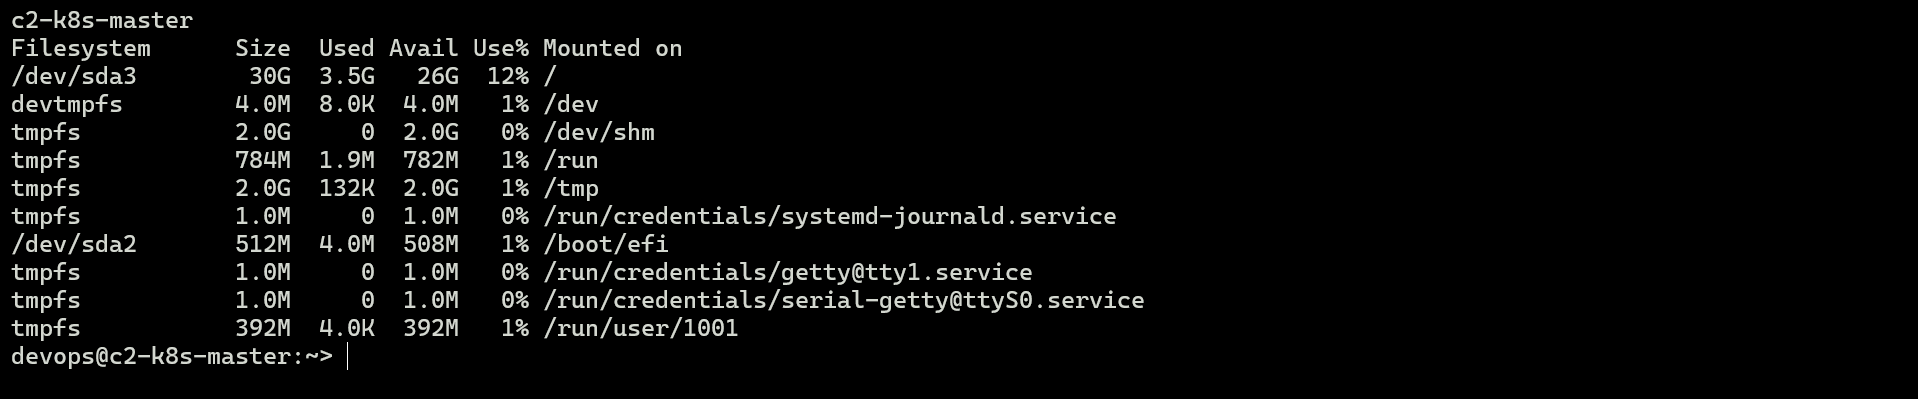 c2-k8s-master
Filesystem      Size  Used Avail Use% Mounted on
/dev/sda3        30G  3.5G   26G  12% /
devtmpfs        4.0M  8.0K  4.0M   1% /dev
tmpfs           2.0G     0  2.0G   0% /dev/shm
tmpfs           784M  1.9M  782M   1% /run
tmpfs           2.0G  132K  2.0G   1% /tmp
tmpfs           1.0M     0  1.0M   0% /run/credentials/systemd-journald.service
/dev/sda2       512M  4.0M  508M   1% /boot/efi
tmpfs           1.0M     0  1.0M   0% /run/credentials/getty@tty1.service
tmpfs           1.0M     0  1.0M   0% /run/credentials/serial-getty@ttyS0.service
tmpfs           392M  4.0K  392M   1% /run/user/1001
devops@c2-k8s-master:~>